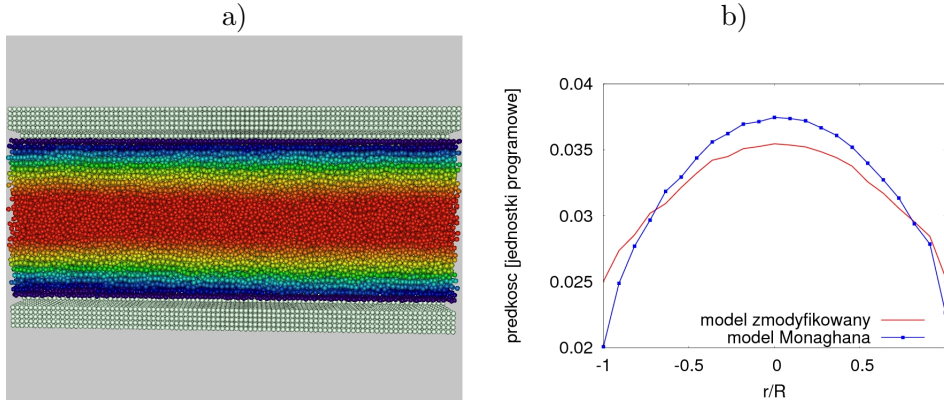 a) b)
predkosc [jednostki programowe]
0.04
0.035
0.03
0.025
0.02
model zmodyfikowany
model Monaghana
-1 -0.5 0 0.5
r/R